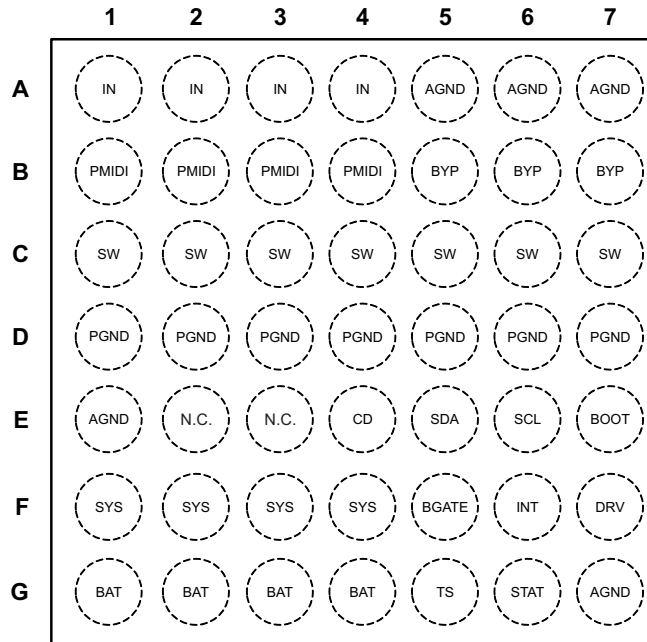 1 2 3 4 5 6 7
A IN IN IN IN AGND AGND AGND
B PMIDI PMIDI PMIDI PMIDI BYP BYP BYP
C SW SW SW SW SW SW SW
D PGND PGND PGND PGND PGND PGND PGND
E AGND N.C. N.C. CD SDA SCL BOOT
F SYS SYS SYS SYS BGATE INT DRV
G BAT BAT BAT BAT TS STAT AGND